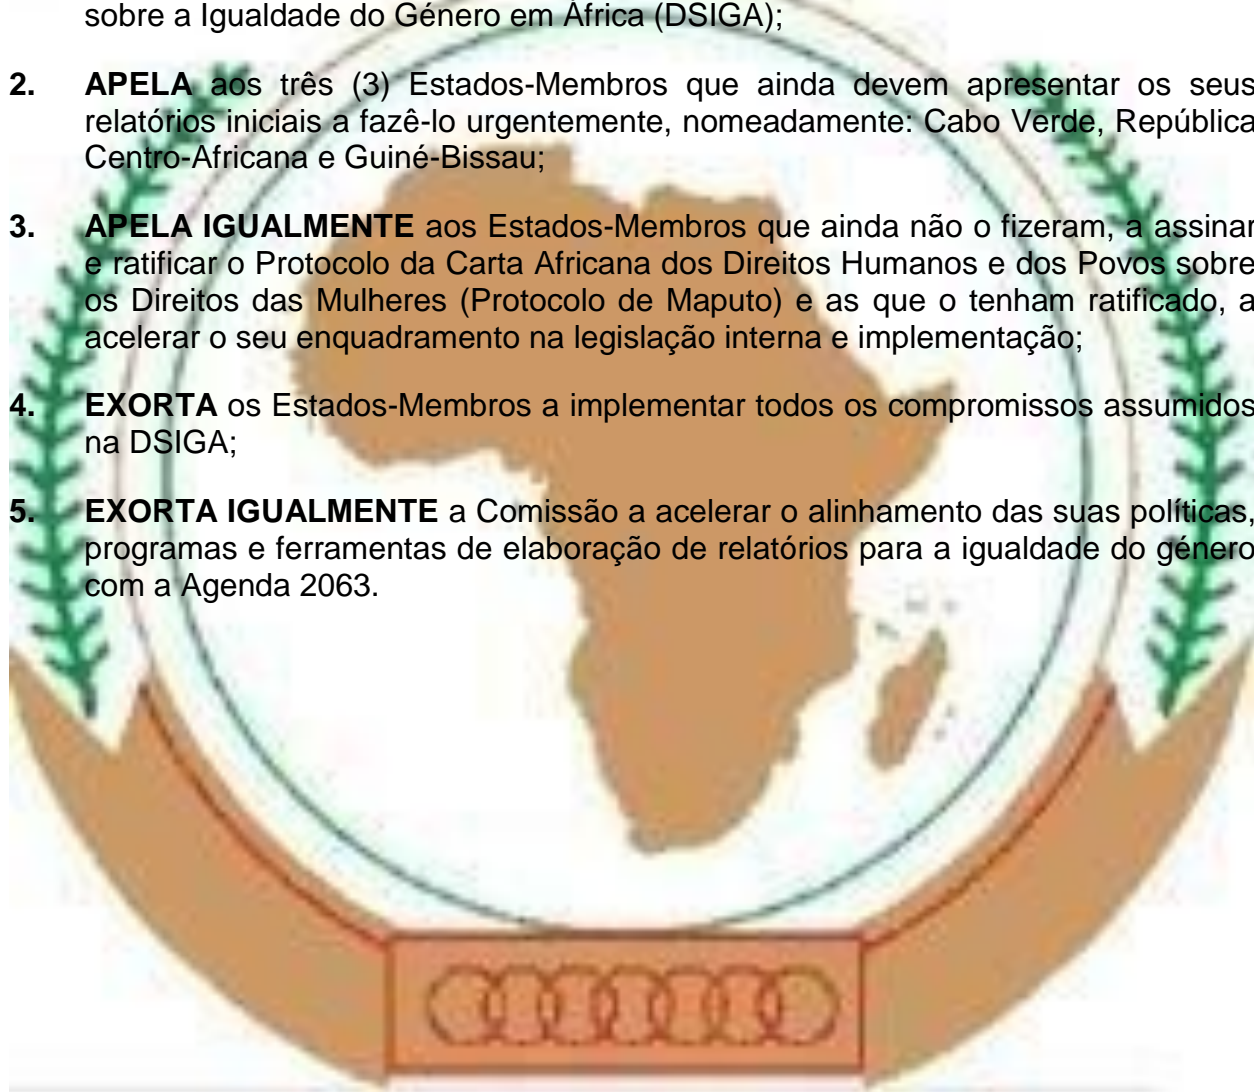 sobre a Igualdade do Género em África (DSIGA);
2. APELA aos três (3) Estados-Membros que ainda devem apresentar os seus
relatórios iniciais a fazê-lo urgentemente, nomeadamente: Cabo Verde, República
Centro-Africana e Guiné-Bissau;
3. APELA IGUALMENTE aos Estados-Membros que ainda não o fizeram, a assinar
e ratificar o Protocolo da Carta Africana dos Direitos Humanos e dos Povos sobre
os Direitos das Mulheres (Protocolo de Maputo) e as que o tenham ratificado, a
acelerar o seu enquadramento na legislação interna e implementação;
4. EXORTA os Estados-Membros a implementar todos os compromissos assumidos
na DSIGA;
5. EXORTA IGUALMENTE a Comissão a acelerar o alinhamento das suas políticas,
programas e ferramentas de elaboração de relatórios para a igualdade do género
com a Agenda 2063.